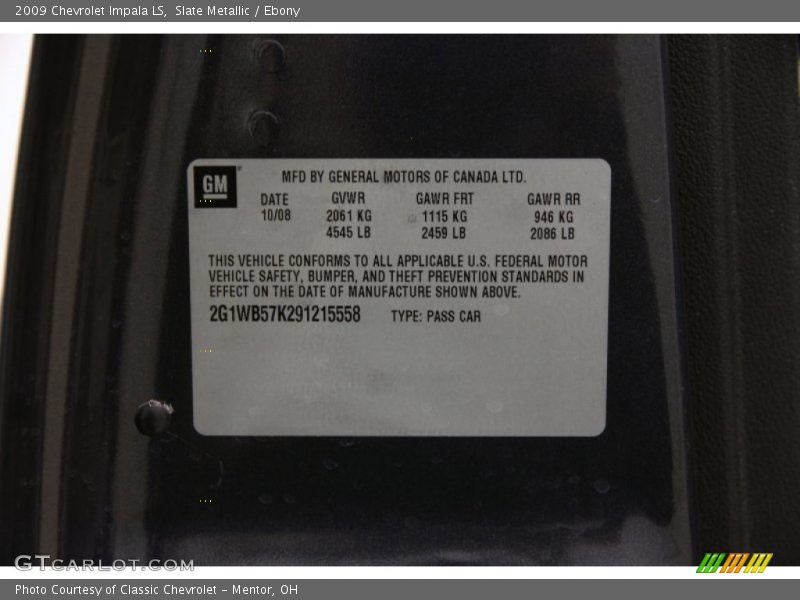 2009 Chevrolet Impala LS, Slate Metallic / Ebony
GM
MFD BY GENERAL MOTORS OF CANADA LTD.
DATE GVWR GAWR FRT GAWR RR
10/08 2061 KG 1115 KG 946 KG
4545 LB 2459 LB 2086 LB
THIS VEHICLE CONFORMS TO ALL APPLICABLE U.S. FEDERAL MOTOR
VEHICLE SAFETY, BUMPER, AND THEFT PREVENTION STANDARDS IN
EFFECT ON THE DATE OF MANUFACTURE SHOWN ABOVE.
2G1WB57K291215558 TYPE: PASS CAR
GTCARLOT.COM
Photo Courtesy of Classic Chevrolet - Mentor, OH